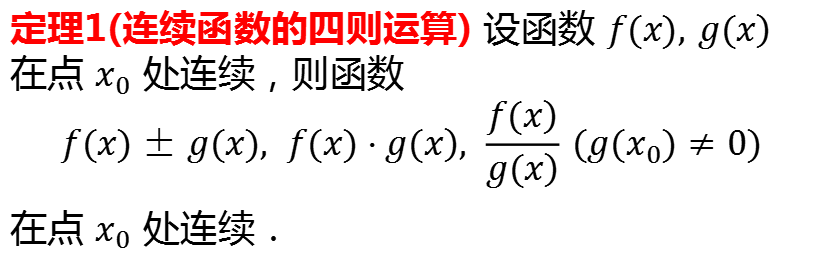 定理1(连续函数的四则运算) 设函数 f(x), g(x)
在点 x₀ 处连续，则函数
f(x) ± g(x), f(x) · g(x), f(x)/g(x) (g(x₀) ≠ 0)
在点 x₀ 处连续．